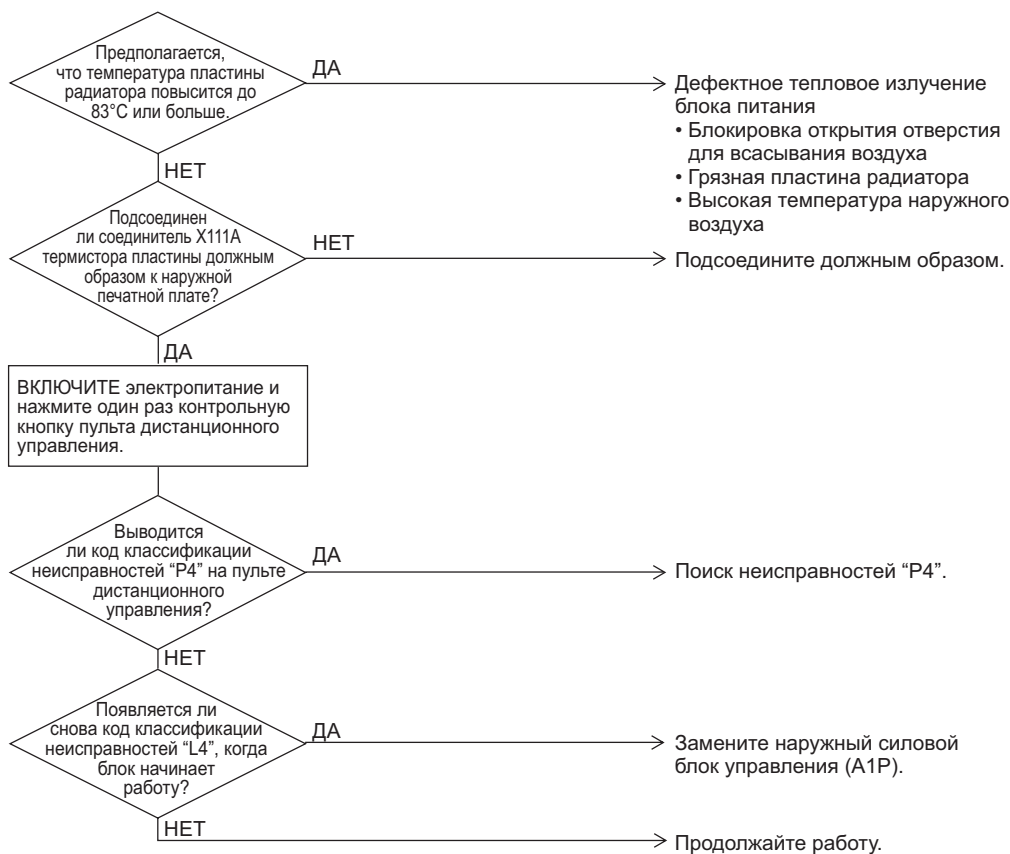 Предполагается,
что температура пластины
радиатора повысится до
83°C или больше.
ДА
Дефектное тепловое излучение
блока питания
• Блокировка открытия отверстия
для всасывания воздуха
• Грязная пластина радиатора
• Высокая температура наружного
воздуха
НЕТ
Подсоединен
ли соединитель X111A
термистора пластины должным
образом к наружной
печатной плате?
НЕТ
Подсоедините должным образом.
ДА
ВКЛЮЧИТЕ электропитание и
нажмите один раз контрольную
кнопку пульта дистанционного
управления.
Выводится
ли код классификации
неисправностей “P4” на пульте
дистанционного
управления?
ДА
Поиск неисправностей “P4”.
НЕТ
Появляется ли
снова код классификации
неисправностей “L4”, когда
блок начинает
работу?
ДА
Замените наружный силовой
блок управления (A1P).
НЕТ
Продолжайте работу.